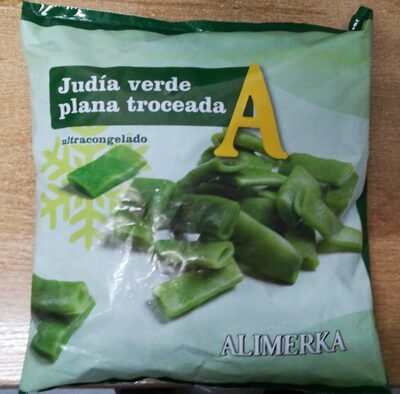 Judía verde
plana troceada
A
ultracongelado
ALIMERKA